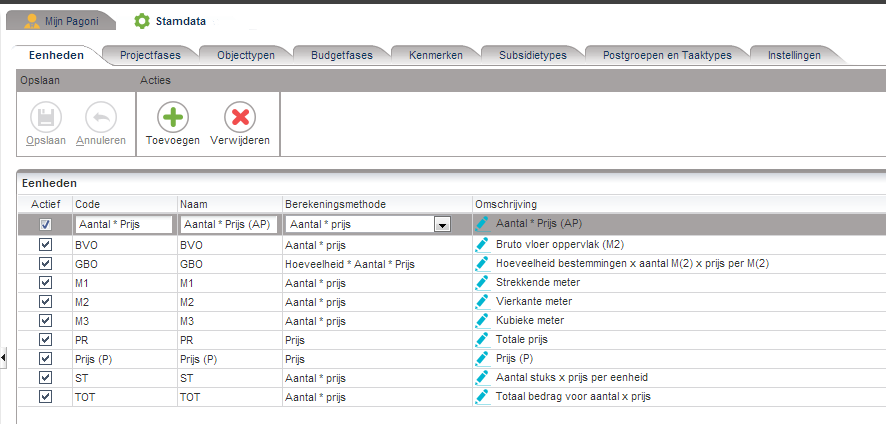 Mijn Pagoni Stamdata
Eenheden Projectfases Objecttypen Budgetfases Kenmerken Subsidietypes Postgroepen en Taaktypes Instellingen
Opslaan Acties
Opslaan Annuleren Toevoegen Verwijderen
Eenheden
Actief Code Naam Berekeningsmethode Omschrijving
Aantal * Prijs Aantal * Prijs (AP) Aantal * prijs Aantal * Prijs (AP)
BVO BVO Aantal * prijs Bruto vloer oppervlak (M2)
GBO GBO Hoeveelheid * Aantal * Prijs Hoeveelheid bestemmingen x aantal M(2) x prijs per M(2)
M1 M1 Aantal * prijs Strekkende meter
M2 M2 Aantal * prijs Vierkante meter
M3 M3 Aantal * prijs Kubieke meter
PR PR Prijs Totale prijs
Prijs (P) Prijs (P) Prijs Prijs (P)
ST ST Aantal * prijs Aantal stuks x prijs per eenheid
TOT TOT Aantal * prijs Totaal bedrag voor aantal x prijs